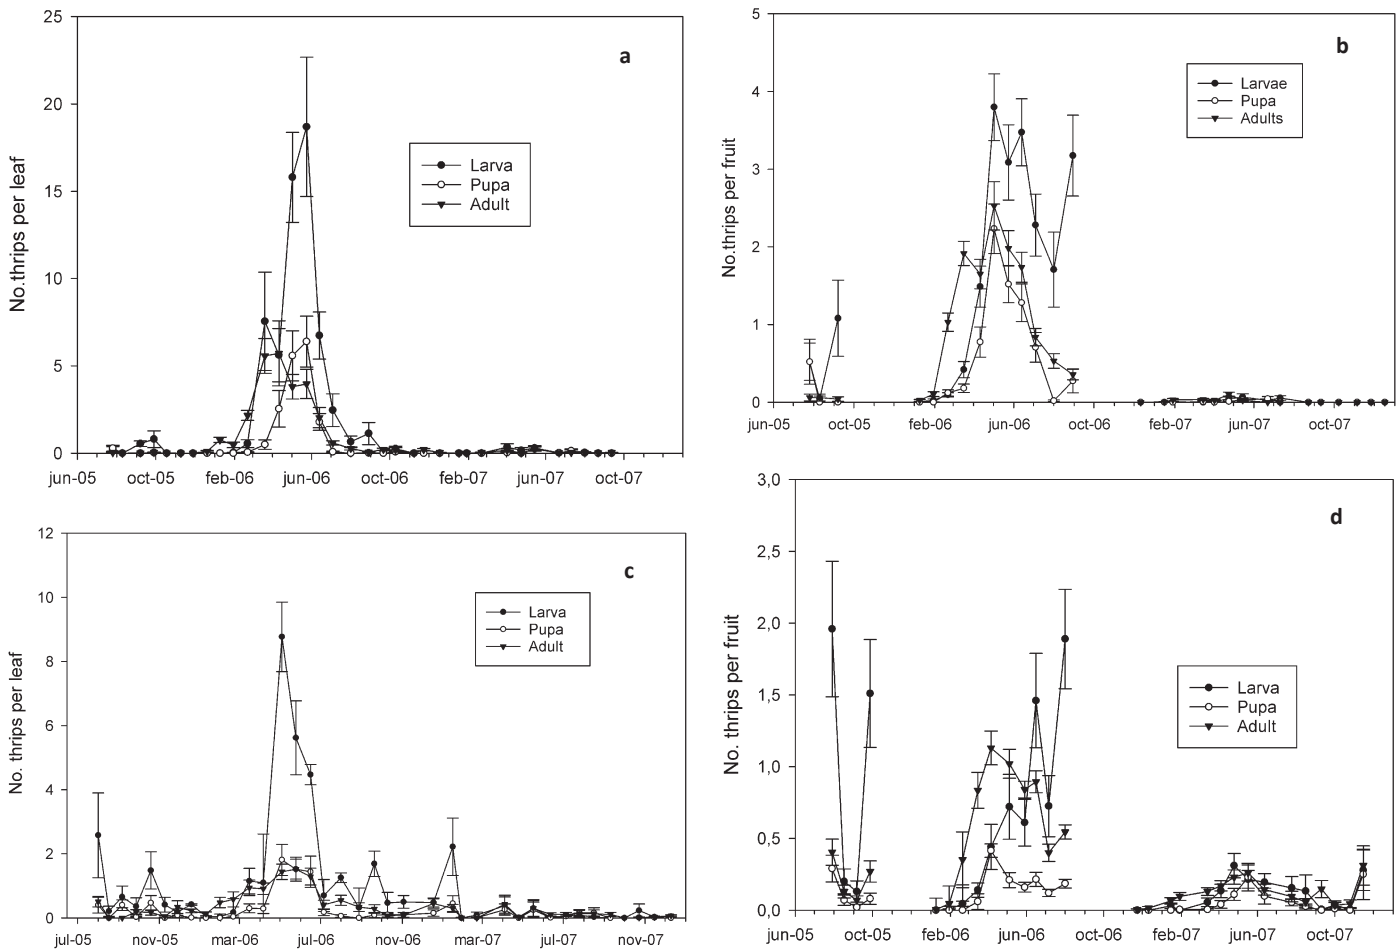 a
No.thrips per leaf
25
20
15
10
5
0
Larva
Pupa
Adult
jun-05 oct-05 feb-06 jun-06 oct-06 feb-07 jun-07 oct-07
b
No.thrips per fruit
5
4
3
2
1
0
Larvae
Pupa
Adults
jun-05 oct-05 feb-06 jun-06 oct-06 feb-07 jun-07 oct-07
c
No. thrips per leaf
12
10
8
6
4
2
0
Larva
Pupa
Adult
jul-05 nov-05 mar-06 jul-06 nov-06 mar-07 jul-07 nov-07
d
No. thrips per fruit
3,0
2,5
2,0
1,5
1,0
0,5
0,0
Larva
Pupa
Adult
jun-05 oct-05 feb-06 jun-06 oct-06 feb-07 jun-07 oct-07